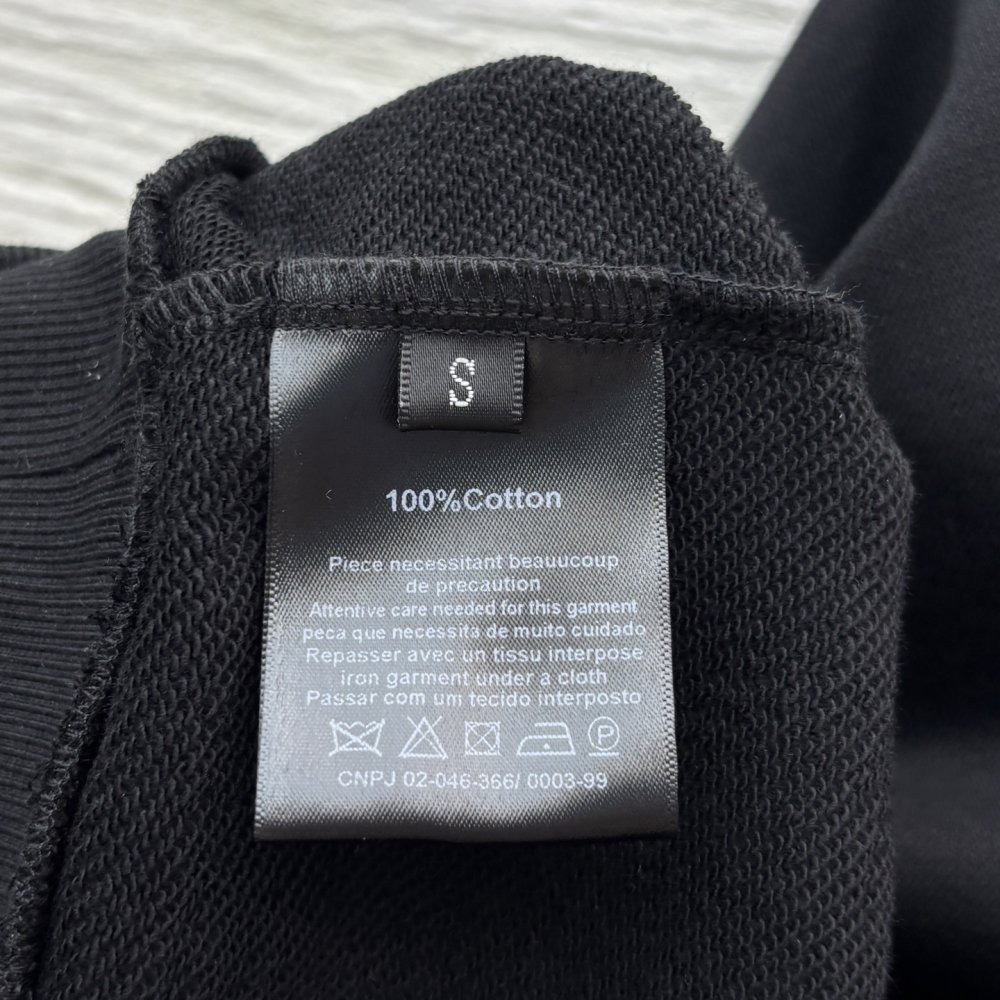 S
100%Cotton
Piece necessitant beauucoup
de precaution
Attentive care needed for this garment
peca que necessita de muito cuidado
Repasser avec un tissu interpose
iron garment under a cloth
Passar com um tecido interposto
P
CNPJ 02-046-366/ 0003-99